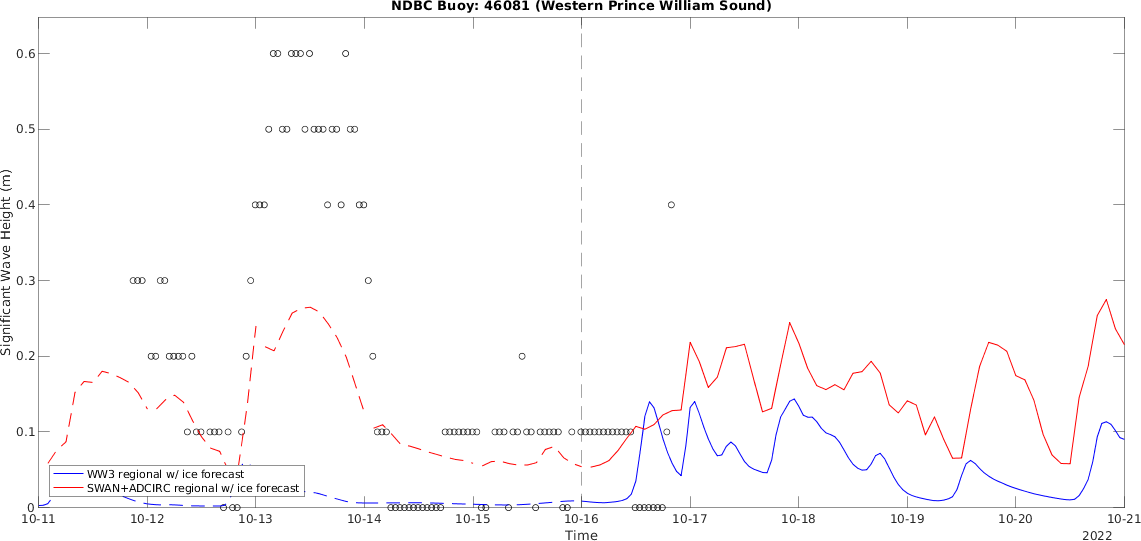 NDBC Buoy: 46081 (Western Prince William Sound)
Significant Wave Height (m)
0.6
0.5
0.4
0.3
0.2
0.1
0
WW3 regional w/ ice forecast
SWAN+ADCIRC regional w/ ice forecast
10-11 10-12 10-13 10-14 10-15 10-16 10-17 10-18 10-19 10-20 10-21
Time
2022